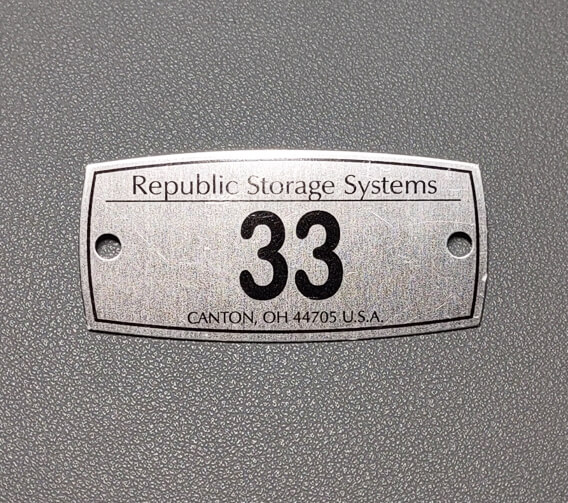 Republic Storage Systems
33
CANTON, OH 44705 U.S.A.